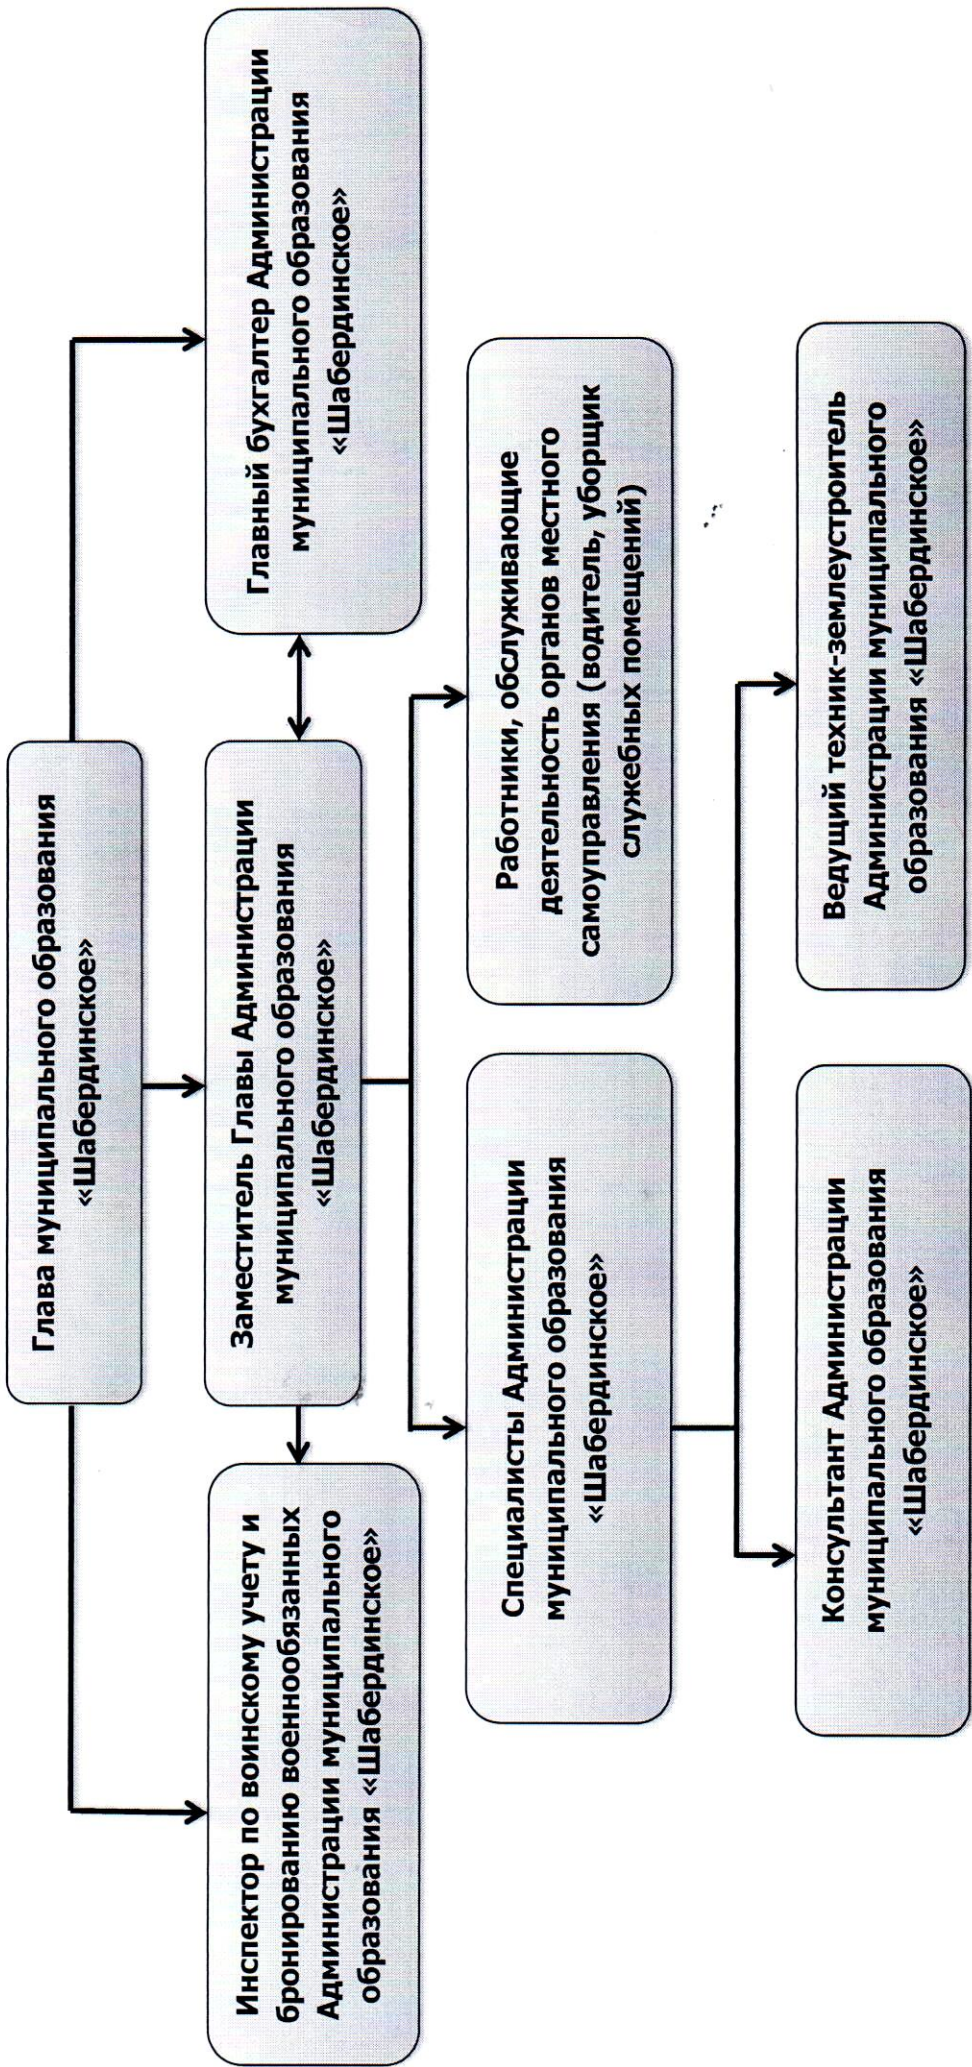 Глава муниципального образования
«Шабердинское»
Инспектор по воинскому учету и
бронированию военнообязанных
Администрации муниципального
образования «Шабердинское»
Заместитель Главы Администрации
муниципального образования
«Шабердинское»
Главный бухгалтер Администрации
муниципального образования
«Шабердинское»
Специалисты Администрации
муниципального образования
«Шабердинское»
Работники, обслуживающие
деятельность органов местного
самоуправления (водитель, уборщик
служебных помещений)
Консультант Администрации
муниципального образования
«Шабердинское»
Ведущий техник-землеустроитель
Администрации муниципального
образования «Шабердинское»